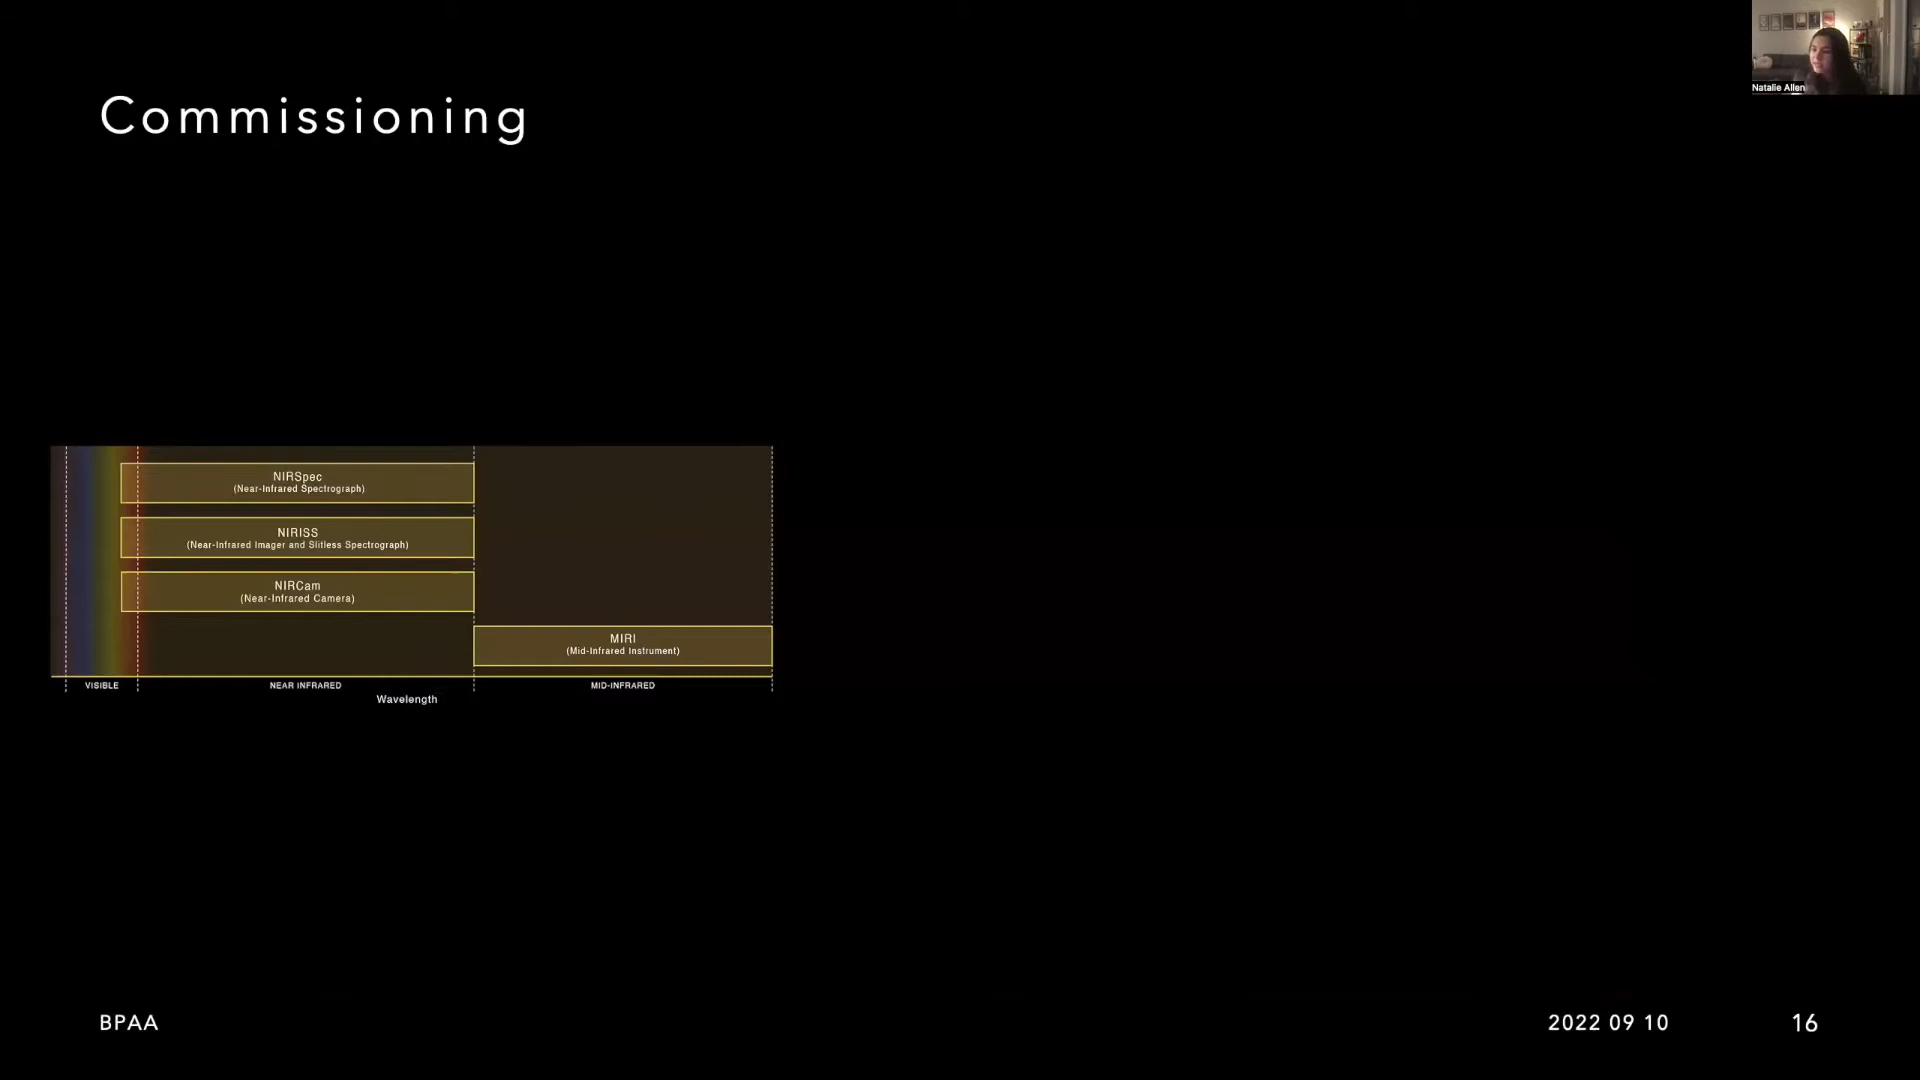 Natalie Allen
Commissioning
NIRSpec
(Near-Infrared Spectrograph)
NIRISS
(Near-Infrared Imager and Slitless Spectrograph)
NIRCam
(Near-Infrared Camera)
MIRI
(Mid-Infrared Instrument)
VISIBLE
NEAR INFRARED
MID-INFRARED
Wavelength
BPAA
2022 09 10
16